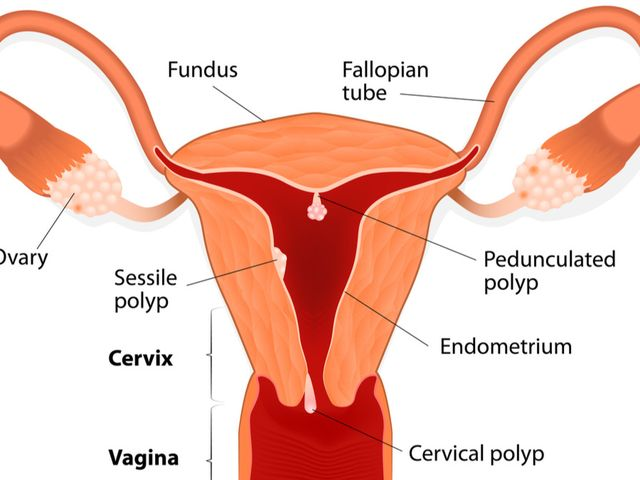 Fundus
Fallopian
tube
Ovary
Sessile
polyp
Pedunculated
polyp
Endometrium
Cervix
Vagina
Cervical polyp